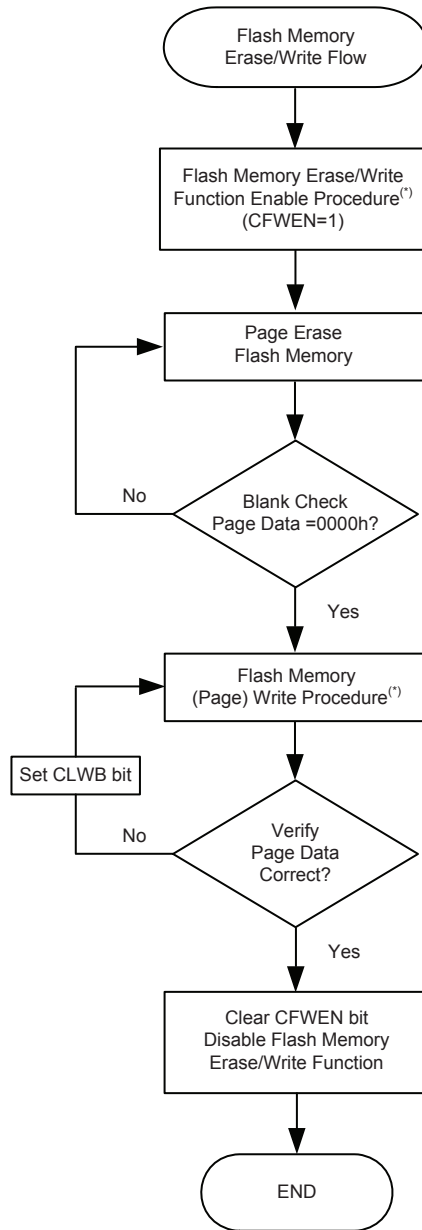 Flash Memory
Erase/Write Flow
Flash Memory Erase/Write
Function Enable Procedure(*)
(CFWEN=1)
Page Erase
Flash Memory
No
Blank Check
Page Data =0000h?
Yes
Flash Memory
(Page) Write Procedure(*)
Set CLWB bit
No
Verify
Page Data
Correct?
Yes
Clear CFWEN bit
Disable Flash Memory
Erase/Write Function
END